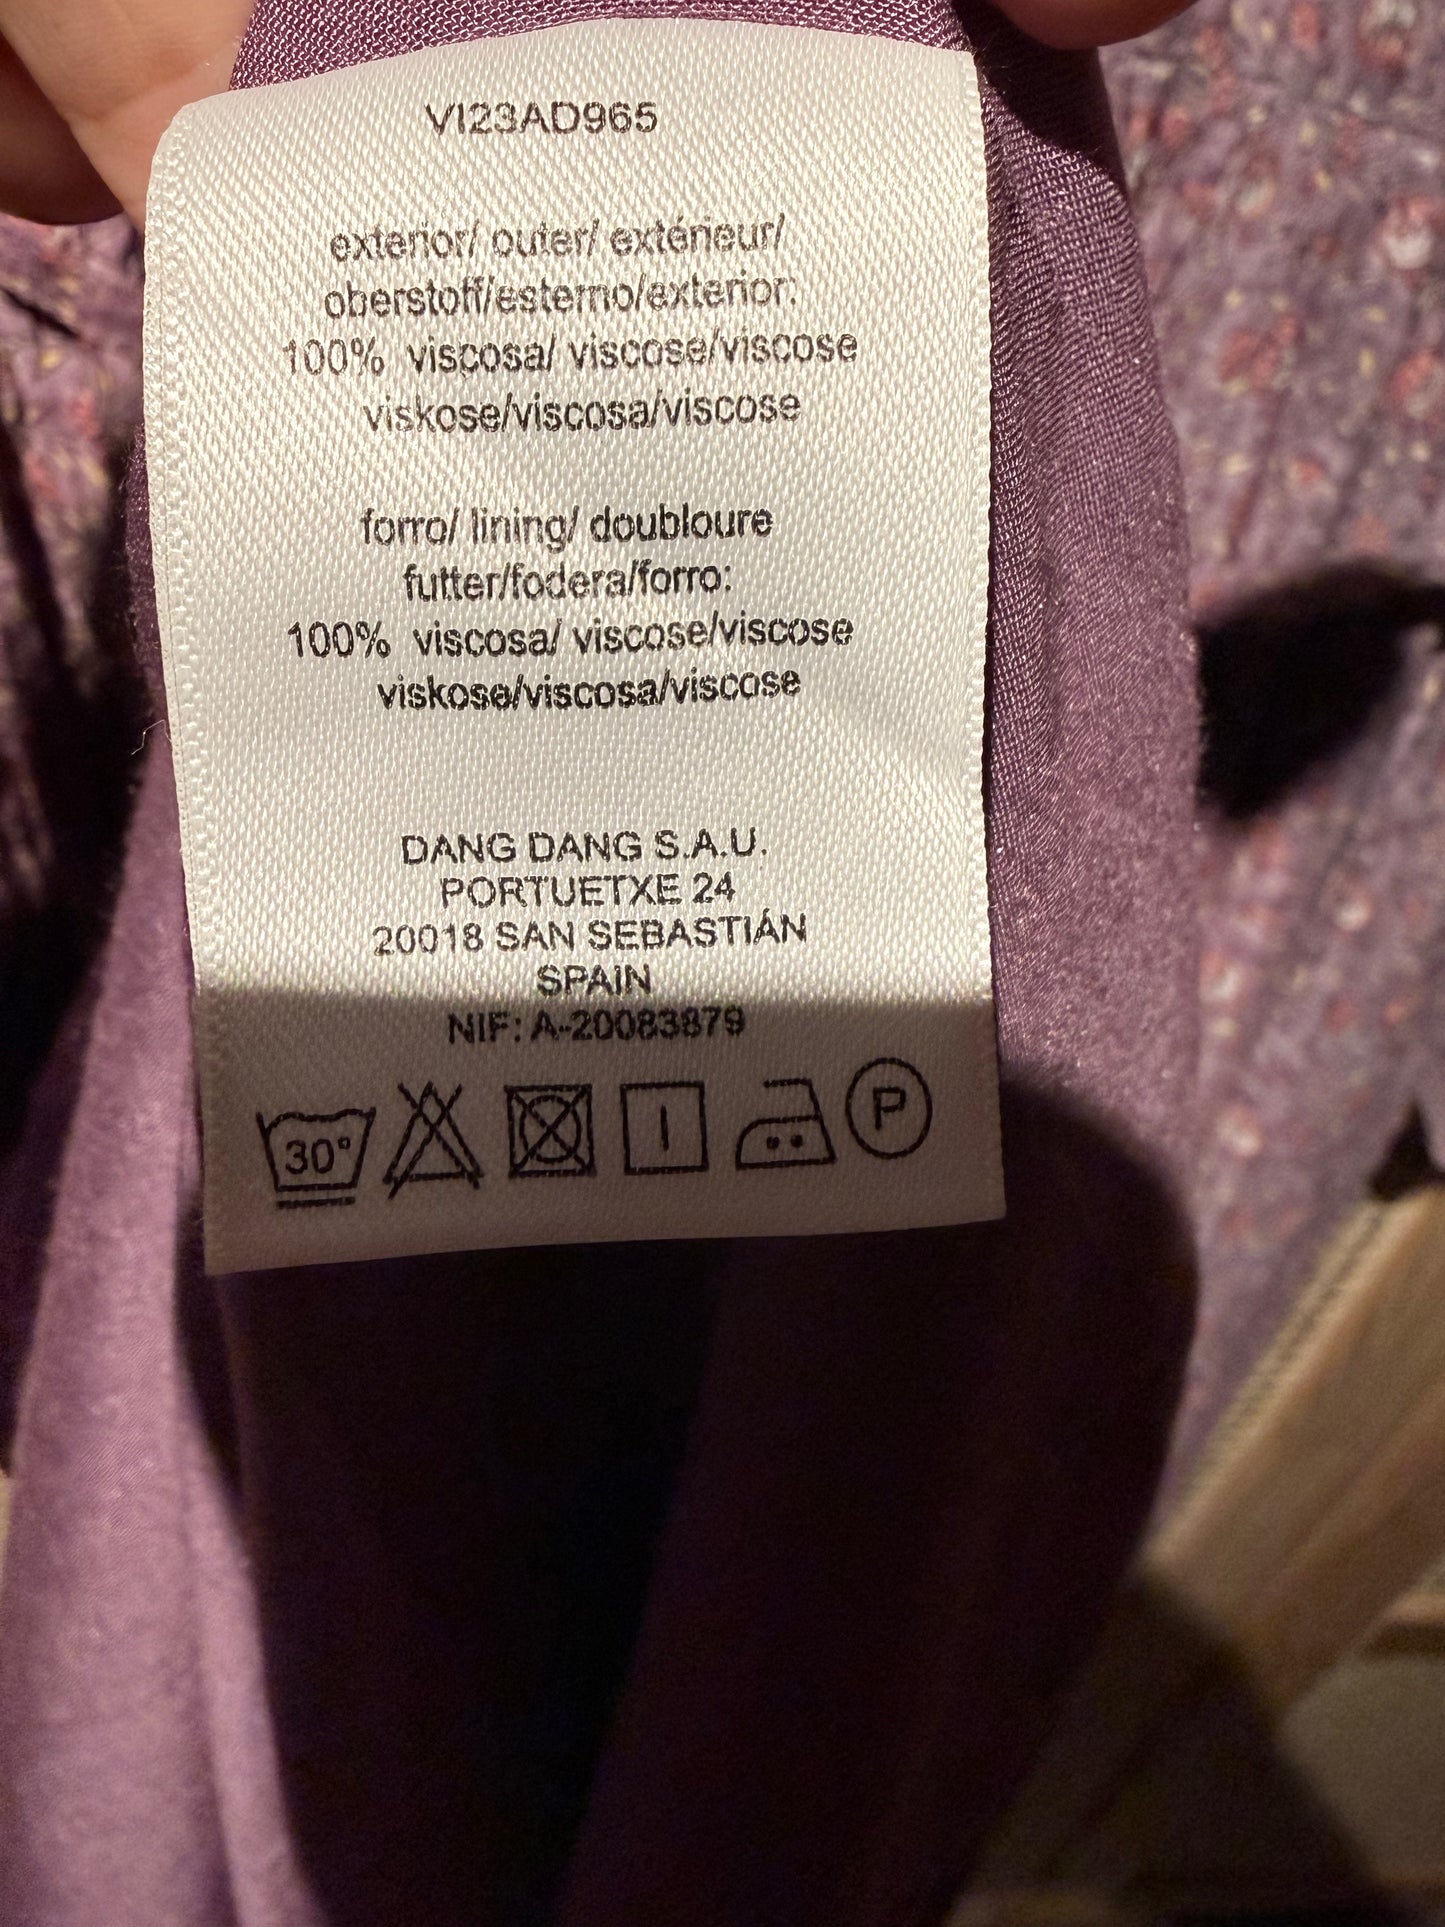 VI23AD965
exterior/ outer/ extérieur/
oberstoff/esterno/exterior:
100% viscosa/ viscose/viscose
viskose/viscosa/viscose
forro/ lining/ doubloure
futter/fodera/forro:
100% viscosa/ viscose/viscose
viskose/viscosa/viscose
DANG DANG S.A.U.
PORTUETXE 24
20018 SAN SEBASTIÁN
SPAIN
NIF: A-20083879
30° P